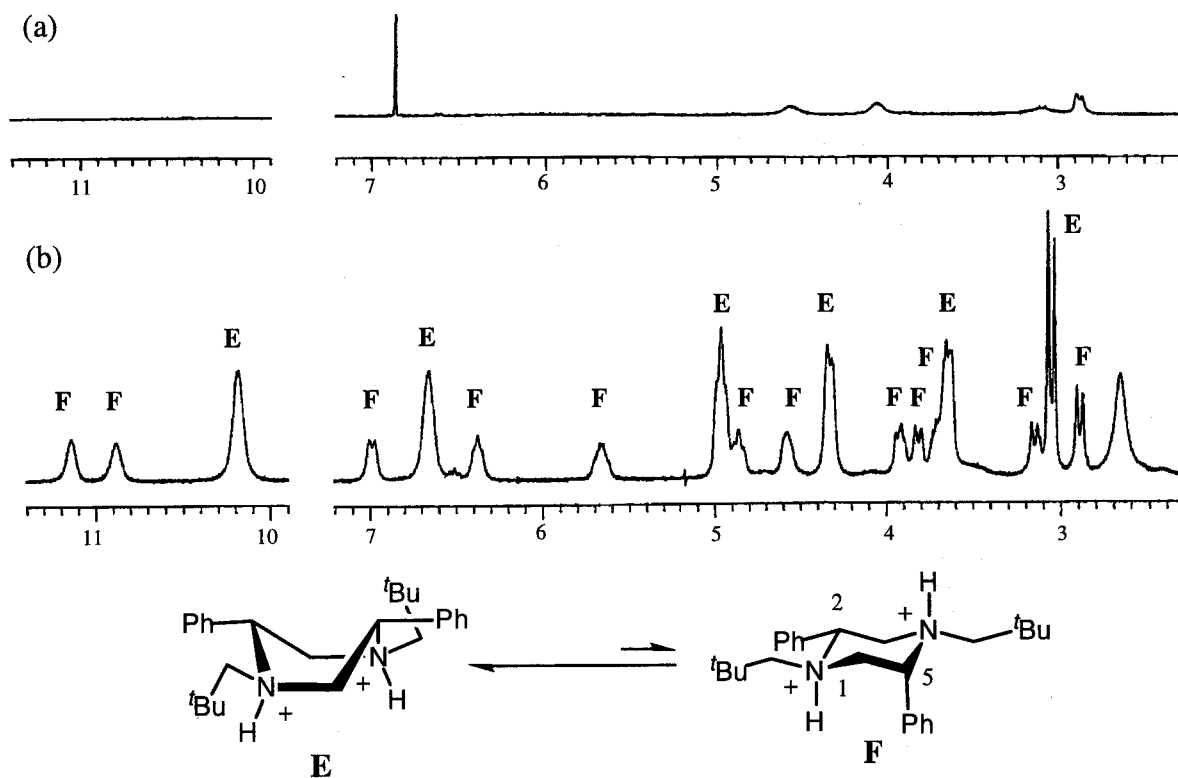 (a)
11 10 7 6 5 4 3
(b)
F F E F E F F E F F E F F E F E F
11 10 7 6 5 4 3
Ph tBu Ph
N N
tBu H + + H
E
H
2 + N tBu
Ph
tBu N 1 5
+ H Ph
F